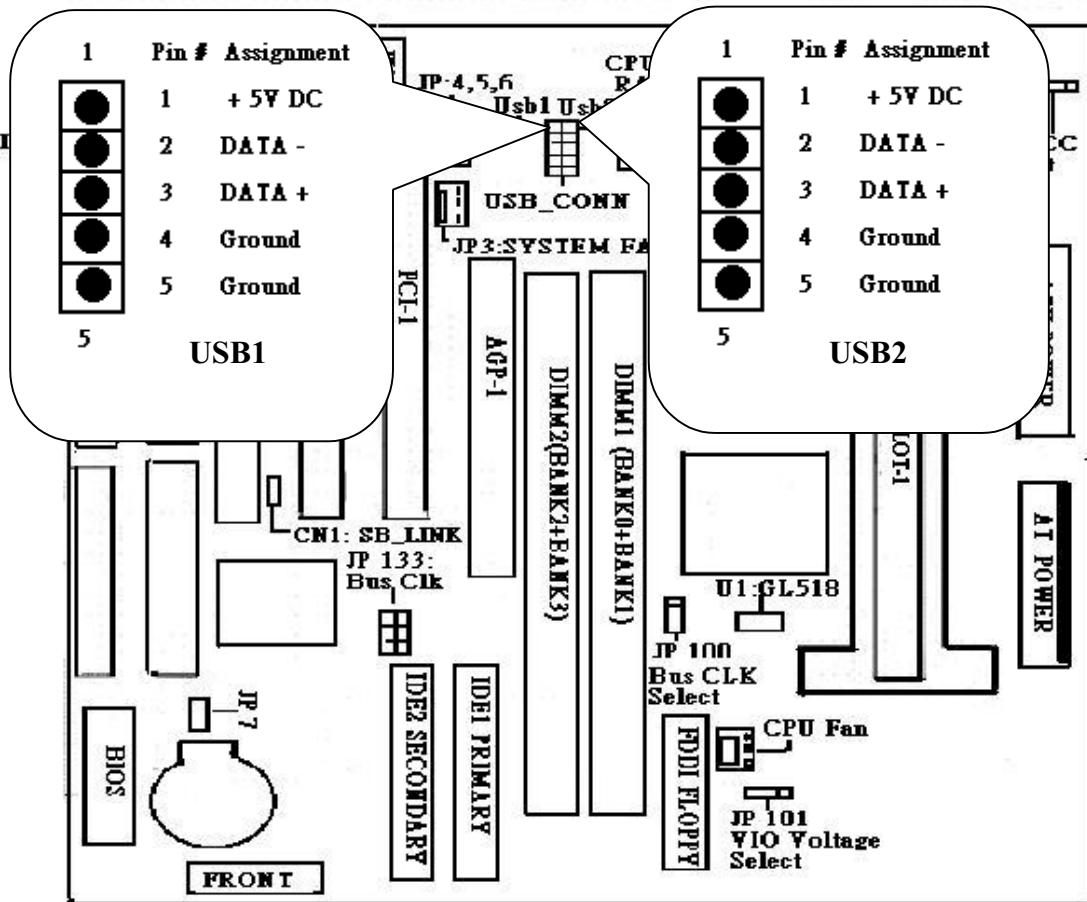 1 Pin # Assignment
1 + 5V DC
2 DATA -
3 DATA +
4 Ground
5 Ground
5
USB1
1 Pin # Assignment
1 + 5V DC
2 DATA -
3 DATA +
4 Ground
5 Ground
5
USB2
JP:4,5,6
CPU
Usb1
USB_CONN
JP3:SYSTEM FA
PCI-1
AGP-1
DIMM2(BANK2+BANK3)
DIMM1 (BANK0+BANK1)
LOT-1
AT POWER
CN1: SB_LINK
JP 133:
Bus Clk
U1:GL518
JP 100
Bus CLK
Select
JP 7
BIOS
IDE2 SECONDARY
IDE1 PRIMARY
FDD1 FLOPPY
CPU Fan
JP 101
VIO Voltage
Select
FRONT